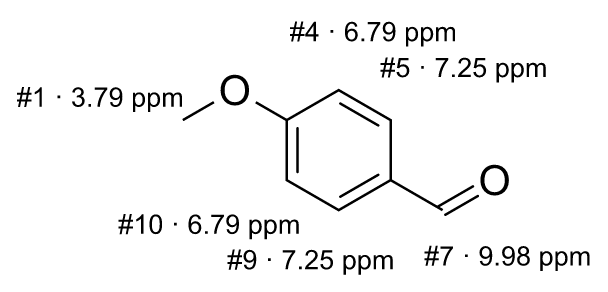 #4 · 6.79 ppm
#5 · 7.25 ppm
#1 · 3.79 ppm
O
O
#10 · 6.79 ppm
#9 · 7.25 ppm
#7 · 9.98 ppm